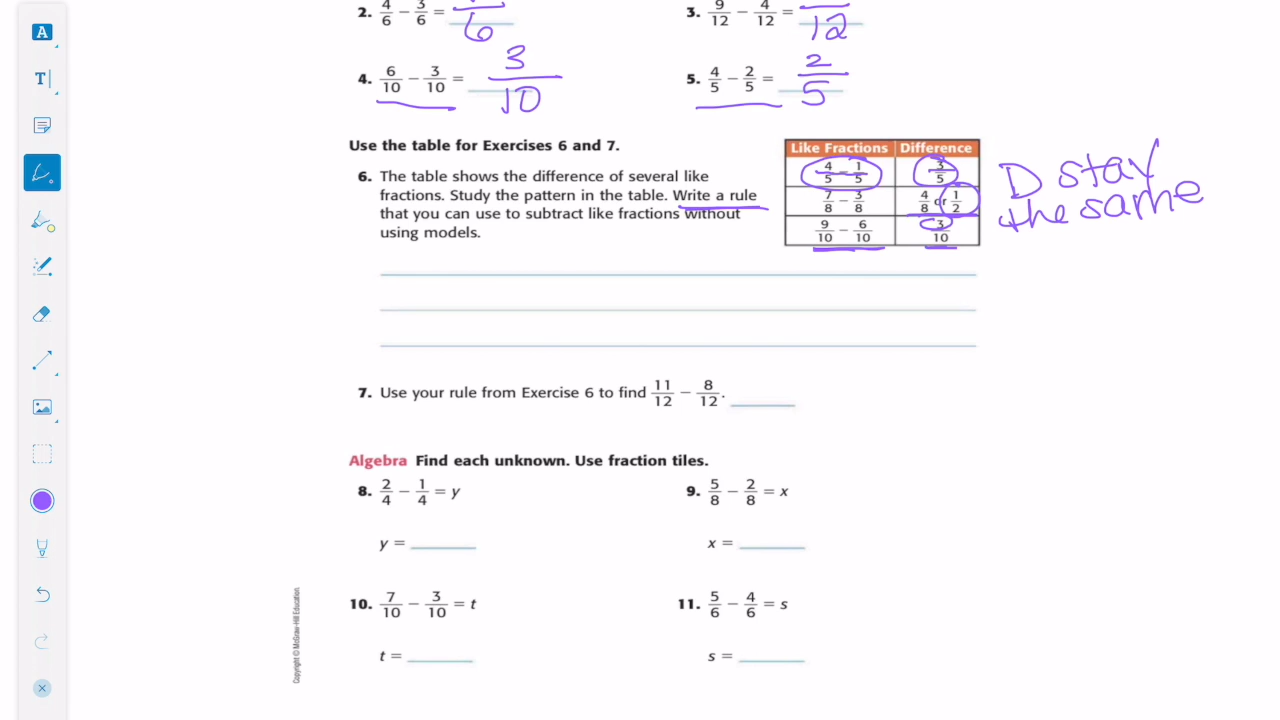 2. 4/6 − 3/6 = /6
3. 9/12 − 4/12 = /12
4. 6/10 − 3/10 = 3/10
5. 4/5 − 2/5 = 2/5
Use the table for Exercises 6 and 7.
6. The table shows the difference of several like
fractions. Study the pattern in the table. Write a rule
that you can use to subtract like fractions without
using models.
Like Fractions Difference
4/5 − 1/5 3/5
7/8 − 3/8 4/8 or 1/2
9/10 − 6/10 3/10
D stay
the same
7. Use your rule from Exercise 6 to find 11/12 − 8/12.
Algebra Find each unknown. Use fraction tiles.
8. 2/4 − 1/4 = y
y =
9. 5/8 − 2/8 = x
x =
10. 7/10 − 3/10 = t
t =
11. 5/6 − 4/6 = s
s =
Copyright © McGraw-Hill Education
A
T